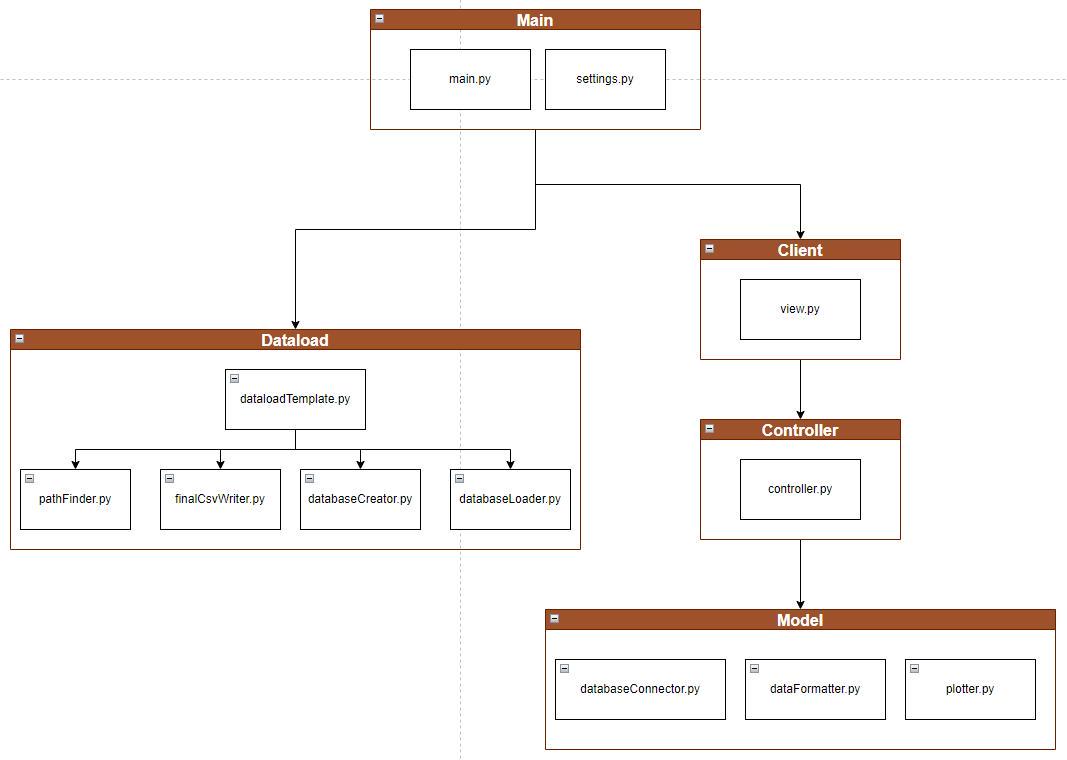 Main
main.py
settings.py
Client
view.py
Dataload
dataloadTemplate.py
pathFinder.py
finalCsvWriter.py
databaseCreator.py
databaseLoader.py
Controller
controller.py
Model
databaseConnector.py
dataFormatter.py
plotter.py